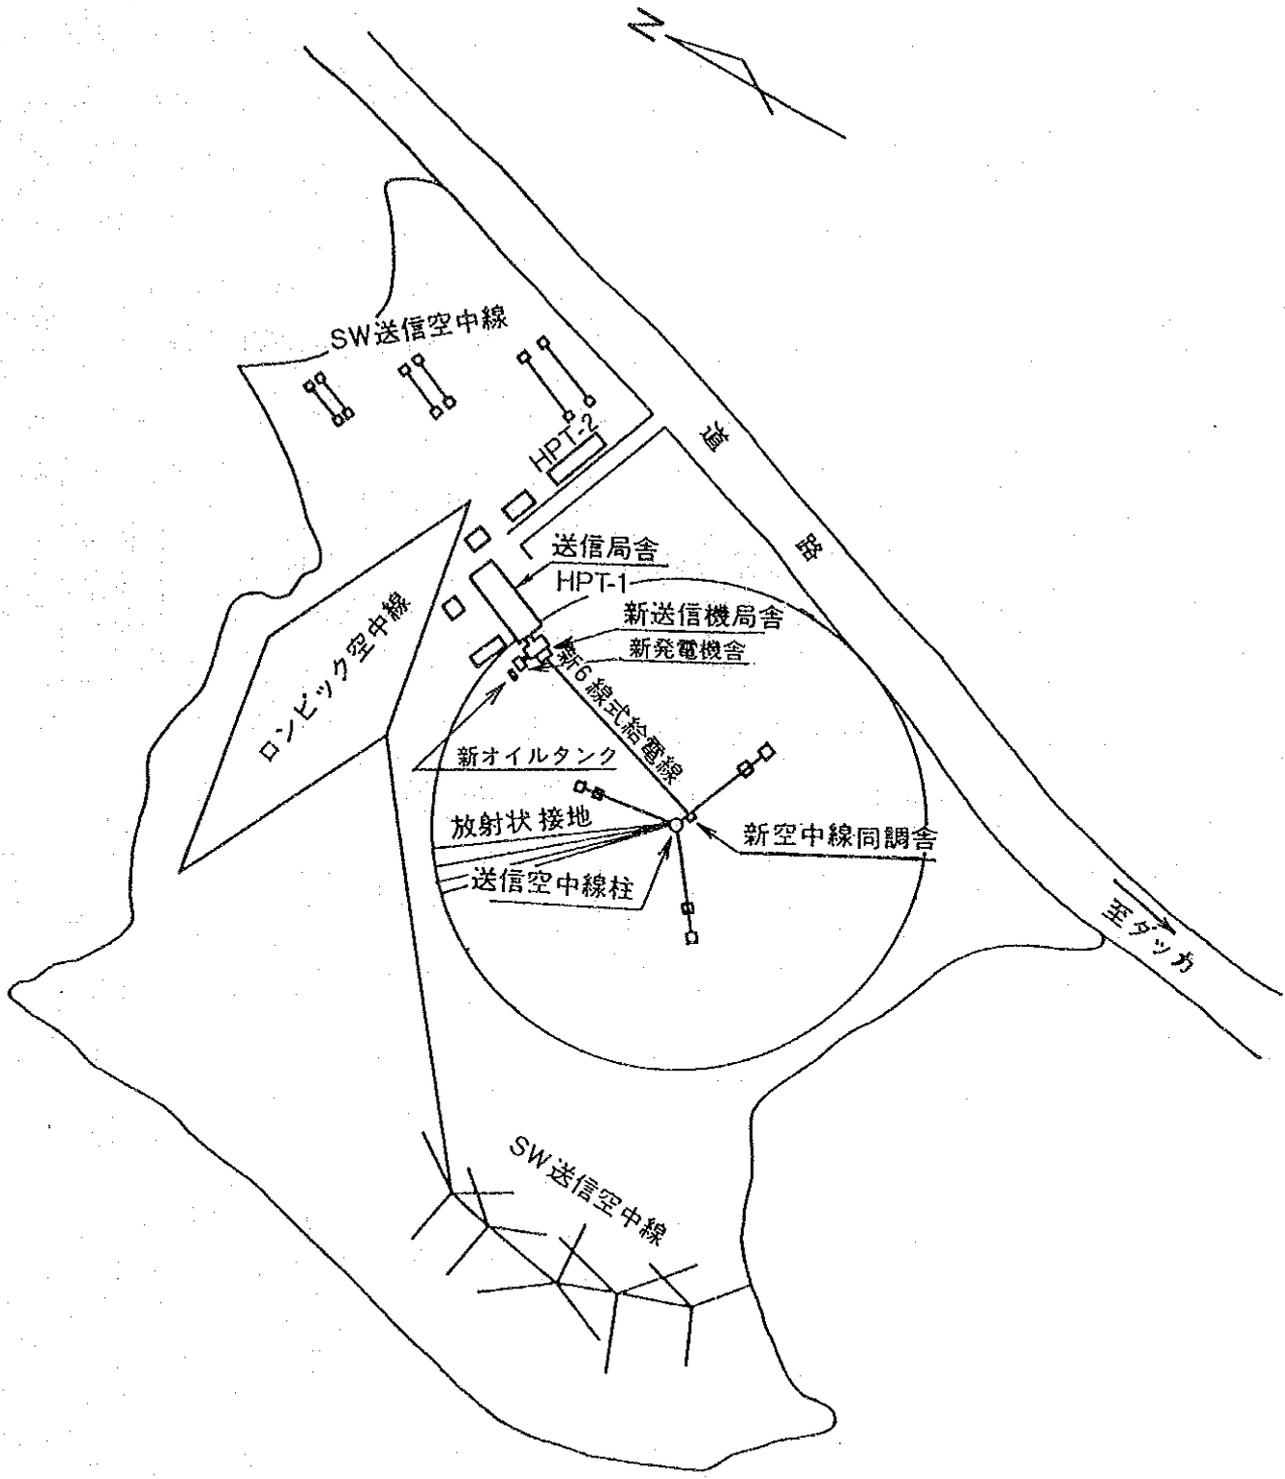 N
SW送信空中線
HPT-2
道路
送信局舎
HPT-1
新送信機局舎
新発電機舎
新6線式給電線
ロンビック空中線
新オイルタンク
放射状接地
新空中線同調舎
送信空中線柱
至ダッカ
SW送信空中線